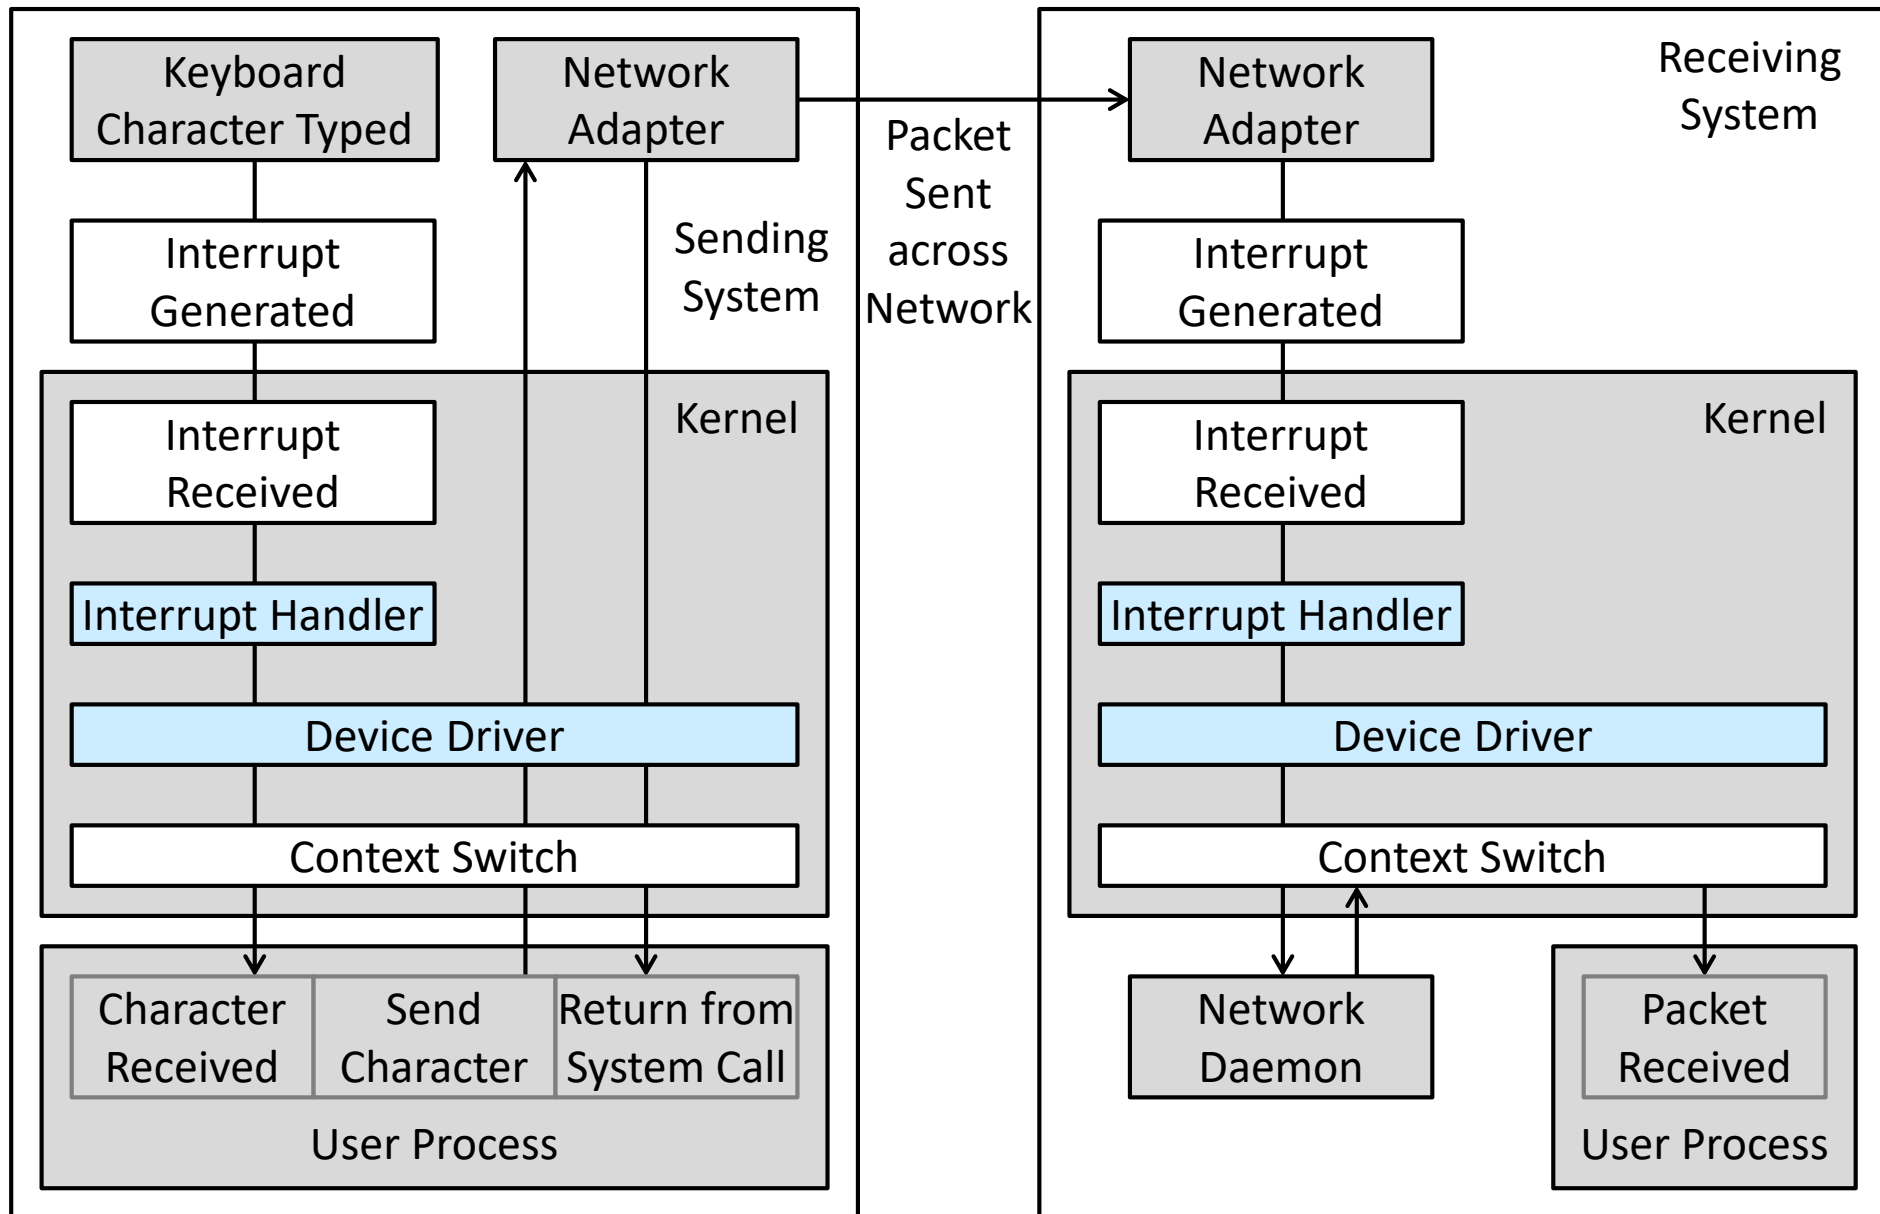 Keyboard
Character Typed
Network
Adapter
Interrupt
Generated
Sending
System
Kernel
Interrupt
Received
Interrupt Handler
Device Driver
Context Switch
Character
Received
Send
Character
Return from
System Call
User Process
Packet
Sent
across
Network
Receiving
System
Network
Adapter
Interrupt
Generated
Kernel
Interrupt
Received
Interrupt Handler
Device Driver
Context Switch
Network
Daemon
Packet
Received
User Process